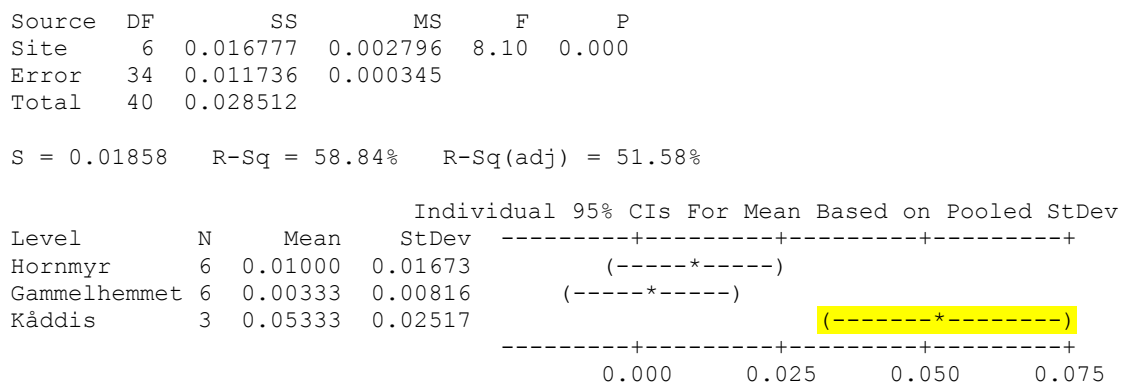 Source  DF        SS        MS     F      P
Site     6  0.016777  0.002796  8.10  0.000
Error   34  0.011736  0.000345
Total   40  0.028512
S = 0.01858   R-Sq = 58.84%   R-Sq(adj) = 51.58%
Individual 95% CIs For Mean Based on Pooled StDev
Level        N     Mean    StDev  ---------+---------+---------+---------+
Hornmyr      6  0.01000  0.01673         (-----*-----)
Gammelhemmet 6  0.00333  0.00816     (-----*-----)
Kåddis       3  0.05333  0.02517                       (-------*--------)
---------+---------+---------+---------+
0.000     0.025     0.050     0.075